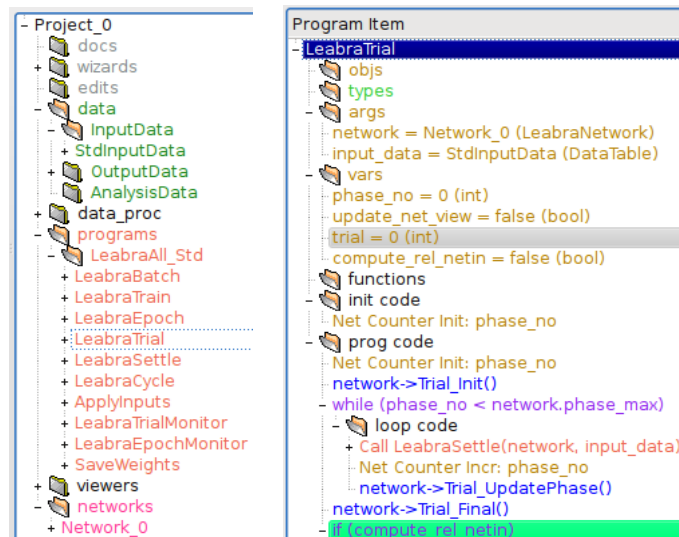 Project_0
docs
wizards
edits
data
InputData
StdInputData
OutputData
AnalysisData
data_proc
programs
LeabraAll_Std
LeabraBatch
LeabraTrain
LeabraEpoch
LeabraTrial
LeabraSettle
LeabraCycle
ApplyInputs
LeabraTrialMonitor
LeabraEpochMonitor
SaveWeights
viewers
networks
Network_0
Program Item
LeabraTrial
objs
types
args
network = Network_0 (LeabraNetwork)
input_data = StdInputData (DataTable)
vars
phase_no = 0 (int)
update_net_view = false (bool)
trial = 0 (int)
compute_rel_netin = false (bool)
functions
init code
Net Counter Init: phase_no
prog code
Net Counter Init: phase_no
network->Trial_Init()
while (phase_no < network.phase_max)
loop code
Call LeabraSettle(network, input_data)
Net Counter Incr: phase_no
network->Trial_UpdatePhase()
network->Trial_Final()
if (compute_rel_netin)